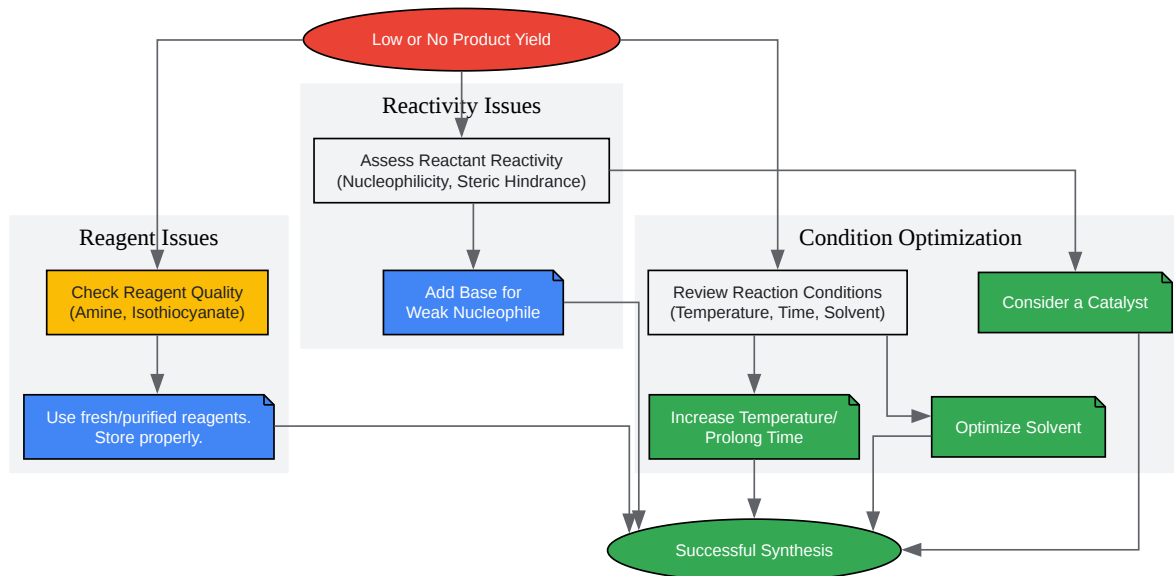 Low or No Product Yield
Reactivity Issues
Assess Reactant Reactivity
(Nucleophilicity, Steric Hindrance)
Reagent Issues
Condition Optimization
Check Reagent Quality
(Amine, Isothiocyanate)
Add Base for
Weak Nucleophile
Review Reaction Conditions
(Temperature, Time, Solvent)
Consider a Catalyst
Use fresh/purified reagents.
Store properly.
Increase Temperature/
Prolong Time
Optimize Solvent
Successful Synthesis